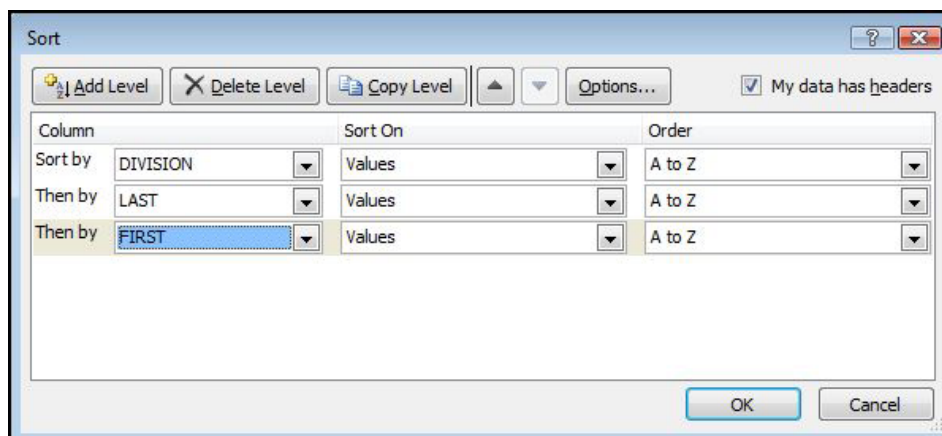 Sort
Add Level Delete Level Copy Level Options... My data has headers
Column Sort On Order
Sort by DIVISION Values A to Z
Then by LAST Values A to Z
Then by FIRST Values A to Z
OK Cancel